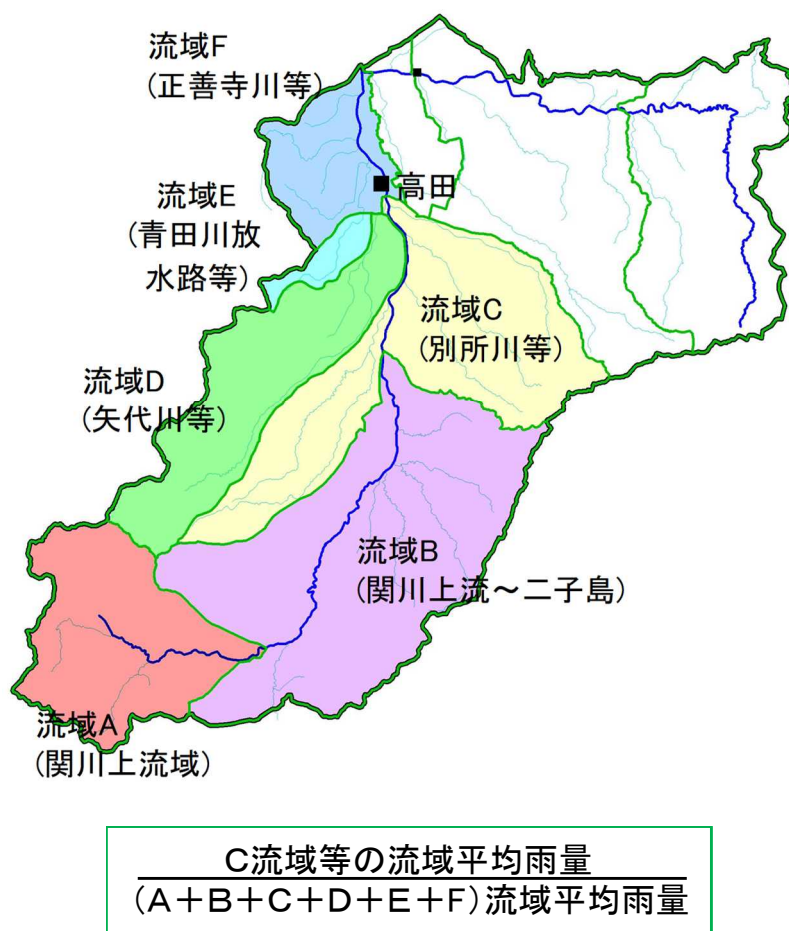 流域F
(正善寺川等)
高田
流域E
(青田川放
水路等)
流域C
(別所川等)
流域D
(矢代川等)
流域B
(関川上流～二子島)
流域A
(関川上流域)
C流域等の流域平均雨量
(A＋B＋C＋D＋E＋F)流域平均雨量